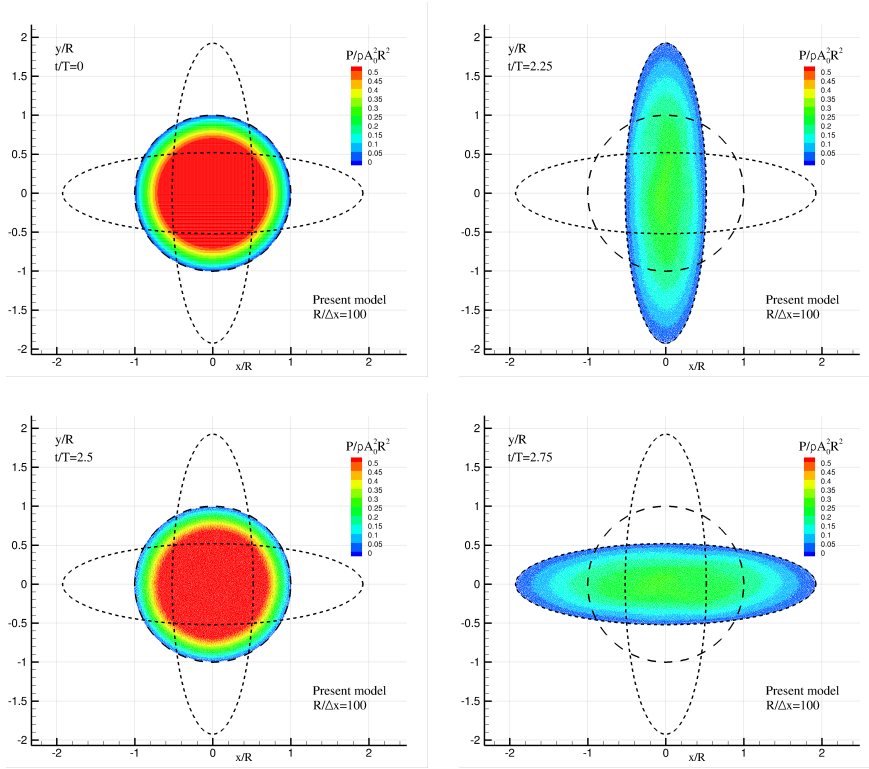 y/R
t/T=0
P/ρA₀²R²
0.5
0.45
0.4
0.35
0.3
0.25
0.2
0.15
0.1
0.05
0
2
1.5
1
0.5
0
-0.5
-1
-1.5
-2
Present model
R/Δx=100
-2 -1 0 1 2
x/R
y/R
t/T=2.25
P/ρA₀²R²
0.5
0.45
0.4
0.35
0.3
0.25
0.2
0.15
0.1
0.05
0
2
1.5
1
0.5
0
-0.5
-1
-1.5
-2
Present model
R/Δx=100
-2 -1 0 1 2
x/R
y/R
t/T=2.5
P/ρA₀²R²
0.5
0.45
0.4
0.35
0.3
0.25
0.2
0.15
0.1
0.05
0
2
1.5
1
0.5
0
-0.5
-1
-1.5
-2
Present model
R/Δx=100
-2 -1 0 1 2
x/R
y/R
t/T=2.75
P/ρA₀²R²
0.5
0.45
0.4
0.35
0.3
0.25
0.2
0.15
0.1
0.05
0
2
1.5
1
0.5
0
-0.5
-1
-1.5
-2
Present model
R/Δx=100
-2 -1 0 1 2
x/R